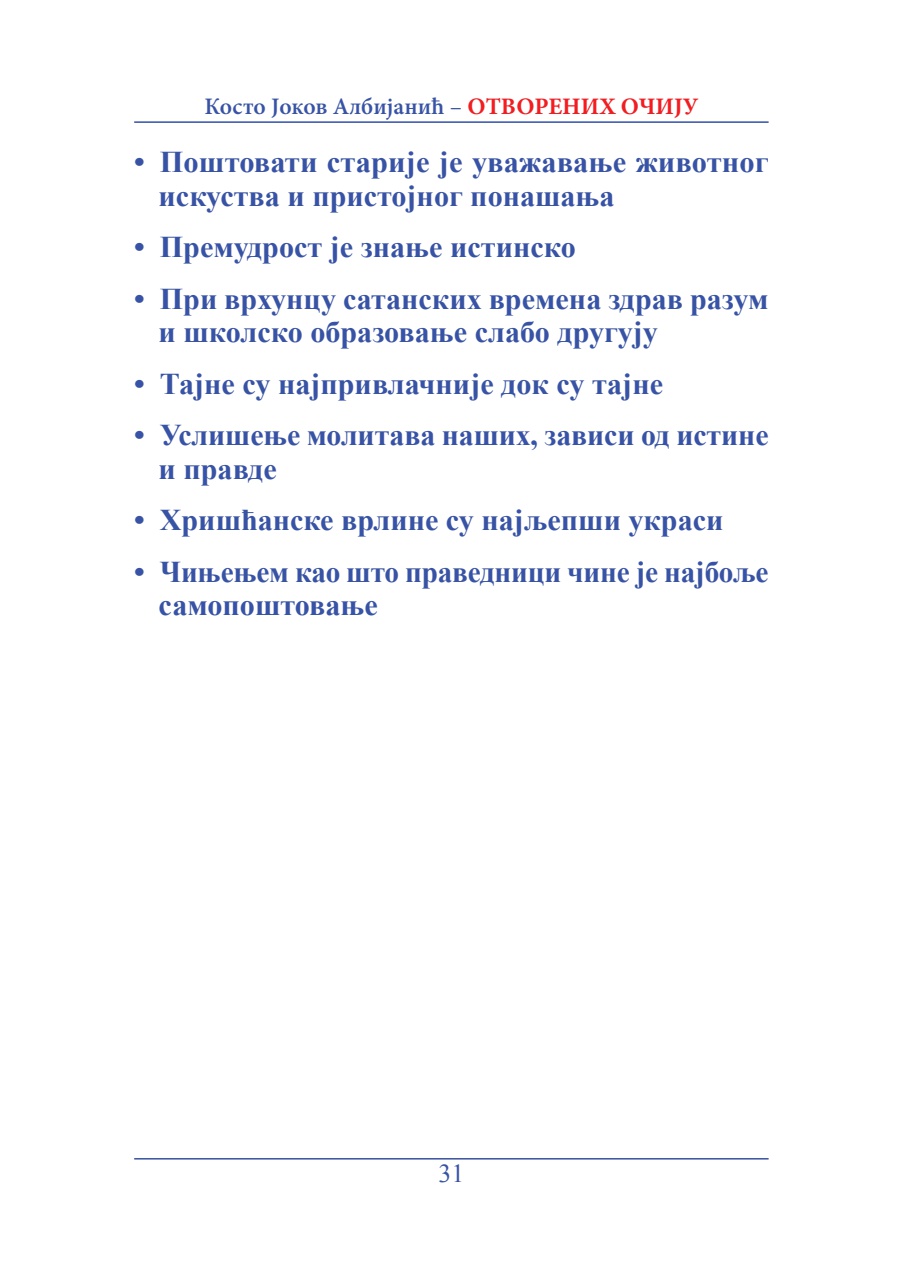 Косто Јоков Албијанић – ОТВОРЕНИХ ОЧИЈУ
• Поштовати старије је уважавање животног
искуства и пристојног понашања
• Премудрост је знање истинско
• При врхунцу сатанских времена здрав разум
и школско образовање слабо другују
• Тајне су најпривлачније док су тајне
• Услишење молитава наших, зависи од истине
и правде
• Хришћанске врлине су најљепши украси
• Чињењем као што праведници чине је најбоље
самопоштовање
31